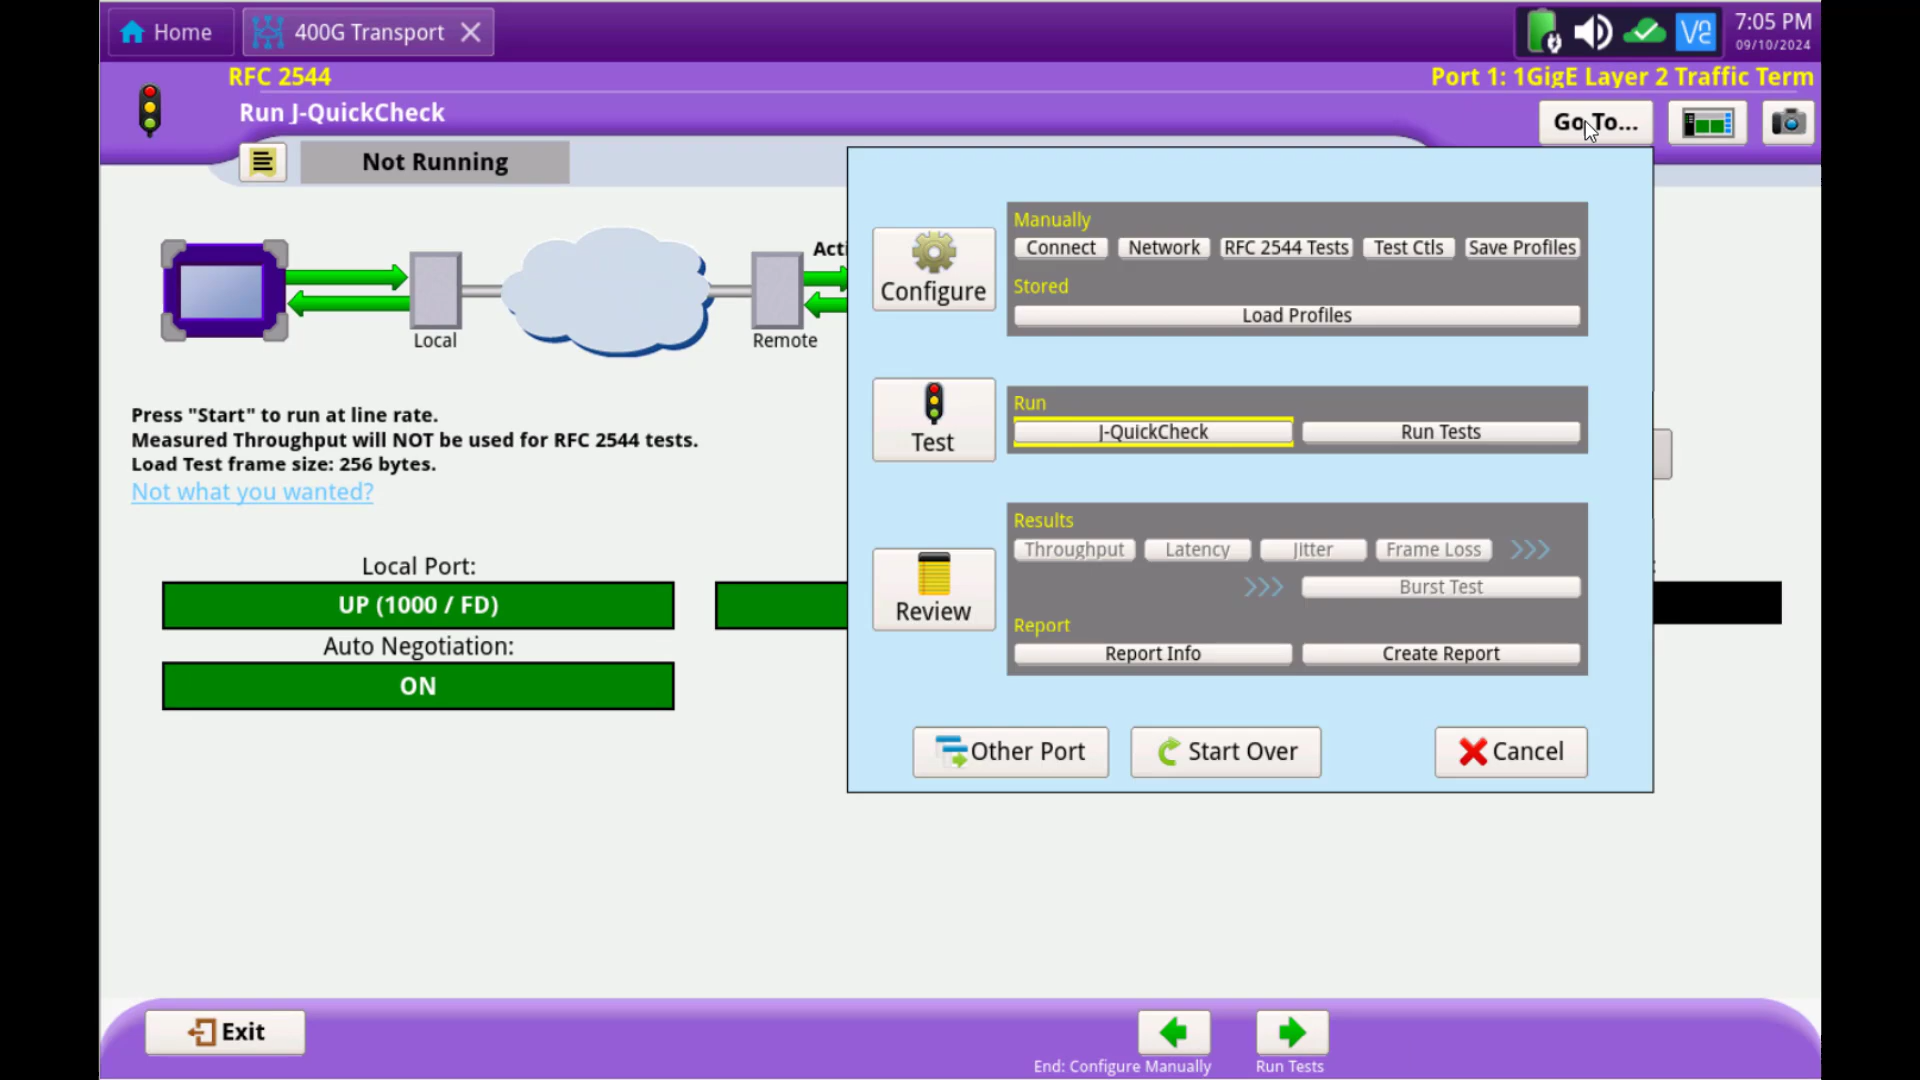 Home
400G Transport
7:05 PM
09/10/2024
RFC 2544
Port 1: 1GigE Layer 2 Traffic Term
Run J-QuickCheck
Go To...
Not Running
Manually
Connect Network RFC 2544 Tests Test Ctls Save Profiles
Configure
Stored
Load Profiles
Acti
Local
Remote
Run
J-QuickCheck Run Tests
Test
Press "Start" to run at line rate.
Measured Throughput will NOT be used for RFC 2544 tests.
Load Test frame size: 256 bytes.
Not what you wanted?
Results
Throughput Latency Jitter Frame Loss >>>
>>> Burst Test
Review
Report
Report Info Create Report
Local Port:
UP (1000 / FD)
Auto Negotiation:
ON
Other Port Start Over Cancel
Exit
End: Configure Manually
Run Tests